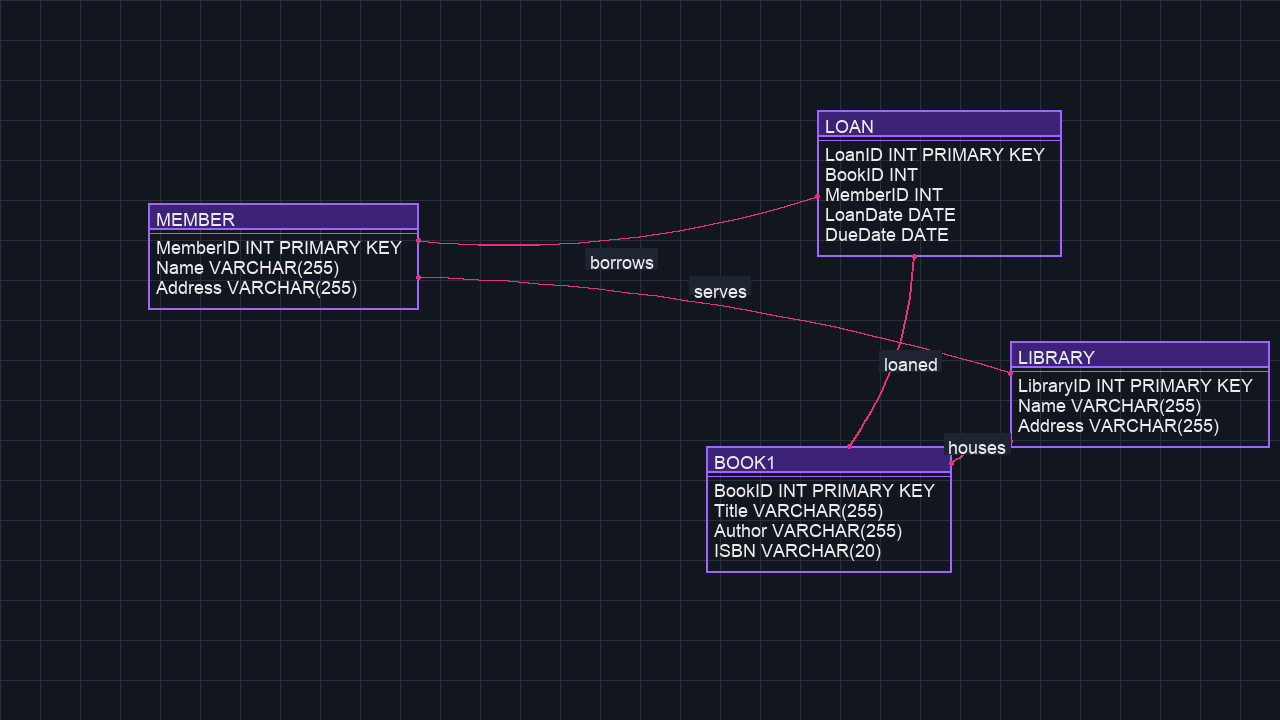 LOAN
LoanID INT PRIMARY KEY
BookID INT
MemberID INT
LoanDate DATE
DueDate DATE
MEMBER
MemberID INT PRIMARY KEY
Name VARCHAR(255)
Address VARCHAR(255)
borrows
serves
loaned
LIBRARY
LibraryID INT PRIMARY KEY
Name VARCHAR(255)
Address VARCHAR(255)
houses
BOOK1
BookID INT PRIMARY KEY
Title VARCHAR(255)
Author VARCHAR(255)
ISBN VARCHAR(20)